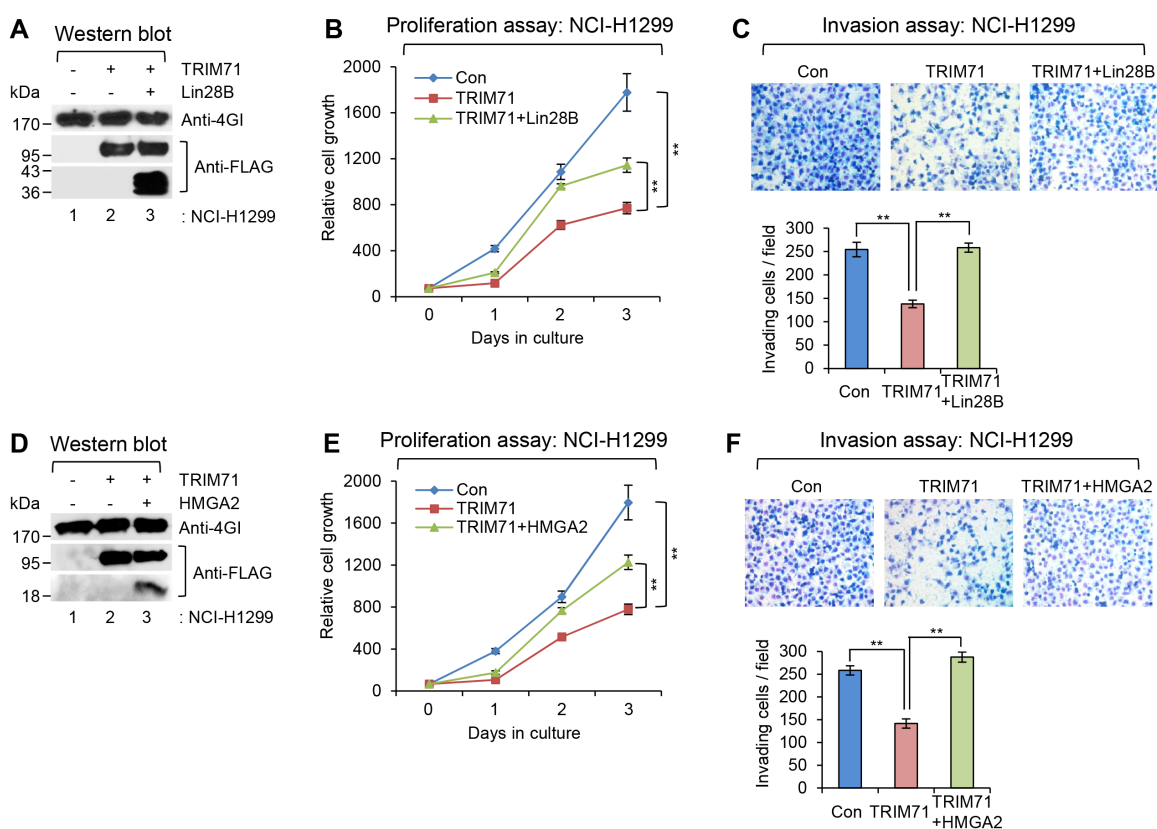 A
Western blot
- + + TRIM71
- - + Lin28B
kDa
170 Anti-4GI
95
43
36
Anti-FLAG
1 2 3 : NCI-H1299
B
Proliferation assay: NCI-H1299
Relative cell growth
2000
1600
1200
800
400
0
Con
TRIM71
TRIM71+Lin28B
**
**
0 1 2 3
Days in culture
C
Invasion assay: NCI-H1299
Con TRIM71 TRIM71+Lin28B
Invading cells / field
300
250
200
150
100
50
0
** **
Con TRIM71 TRIM71
+Lin28B
D
Western blot
- + + TRIM71
- - + HMGA2
kDa
170 Anti-4GI
95
18
Anti-FLAG
1 2 3 : NCI-H1299
E
Proliferation assay: NCI-H1299
Relative cell growth
2000
1600
1200
800
400
0
Con
TRIM71
TRIM71+HMGA2
**
**
0 1 2 3
Days in culture
F
Invasion assay: NCI-H1299
Con TRIM71 TRIM71+HMGA2
Invading cells / field
300
250
200
150
100
50
0
** **
Con TRIM71 TRIM71
+HMGA2